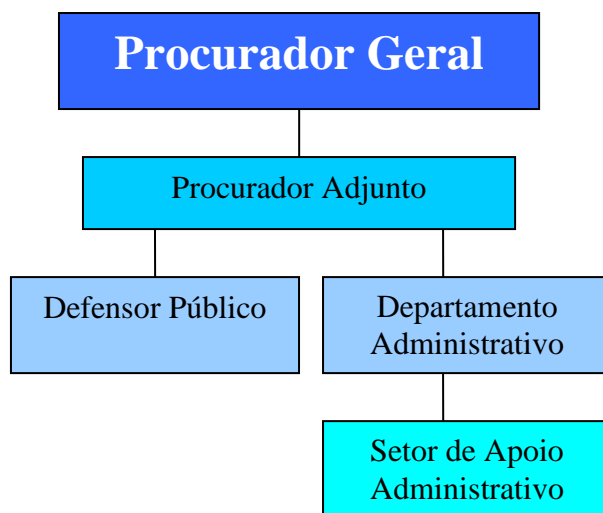 Procurador Geral
Procurador Adjunto
Defensor Público
Departamento
Administrativo
Setor de Apoio
Administrativo